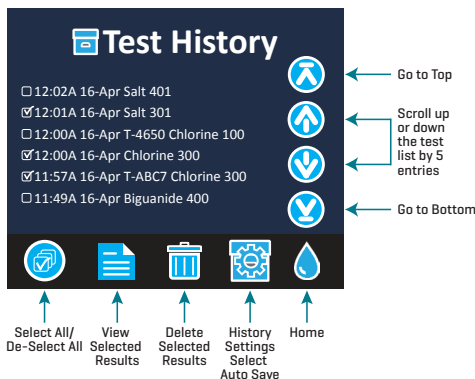 Test History
12:02A 16-Apr Salt 401
12:01A 16-Apr Salt 301
12:00A 16-Apr T-4650 Chlorine 100
12:00A 16-Apr Chlorine 300
11:57A 16-Apr T-ABC7 Chlorine 300
11:49A 16-Apr Biguanide 400
Go to Top
Scroll up
or down
the test
list by 5
entries
Go to Bottom
Select All/
De-Select All
View
Selected
Results
Delete
Selected
Results
History
Settings
Select
Auto Save
Home